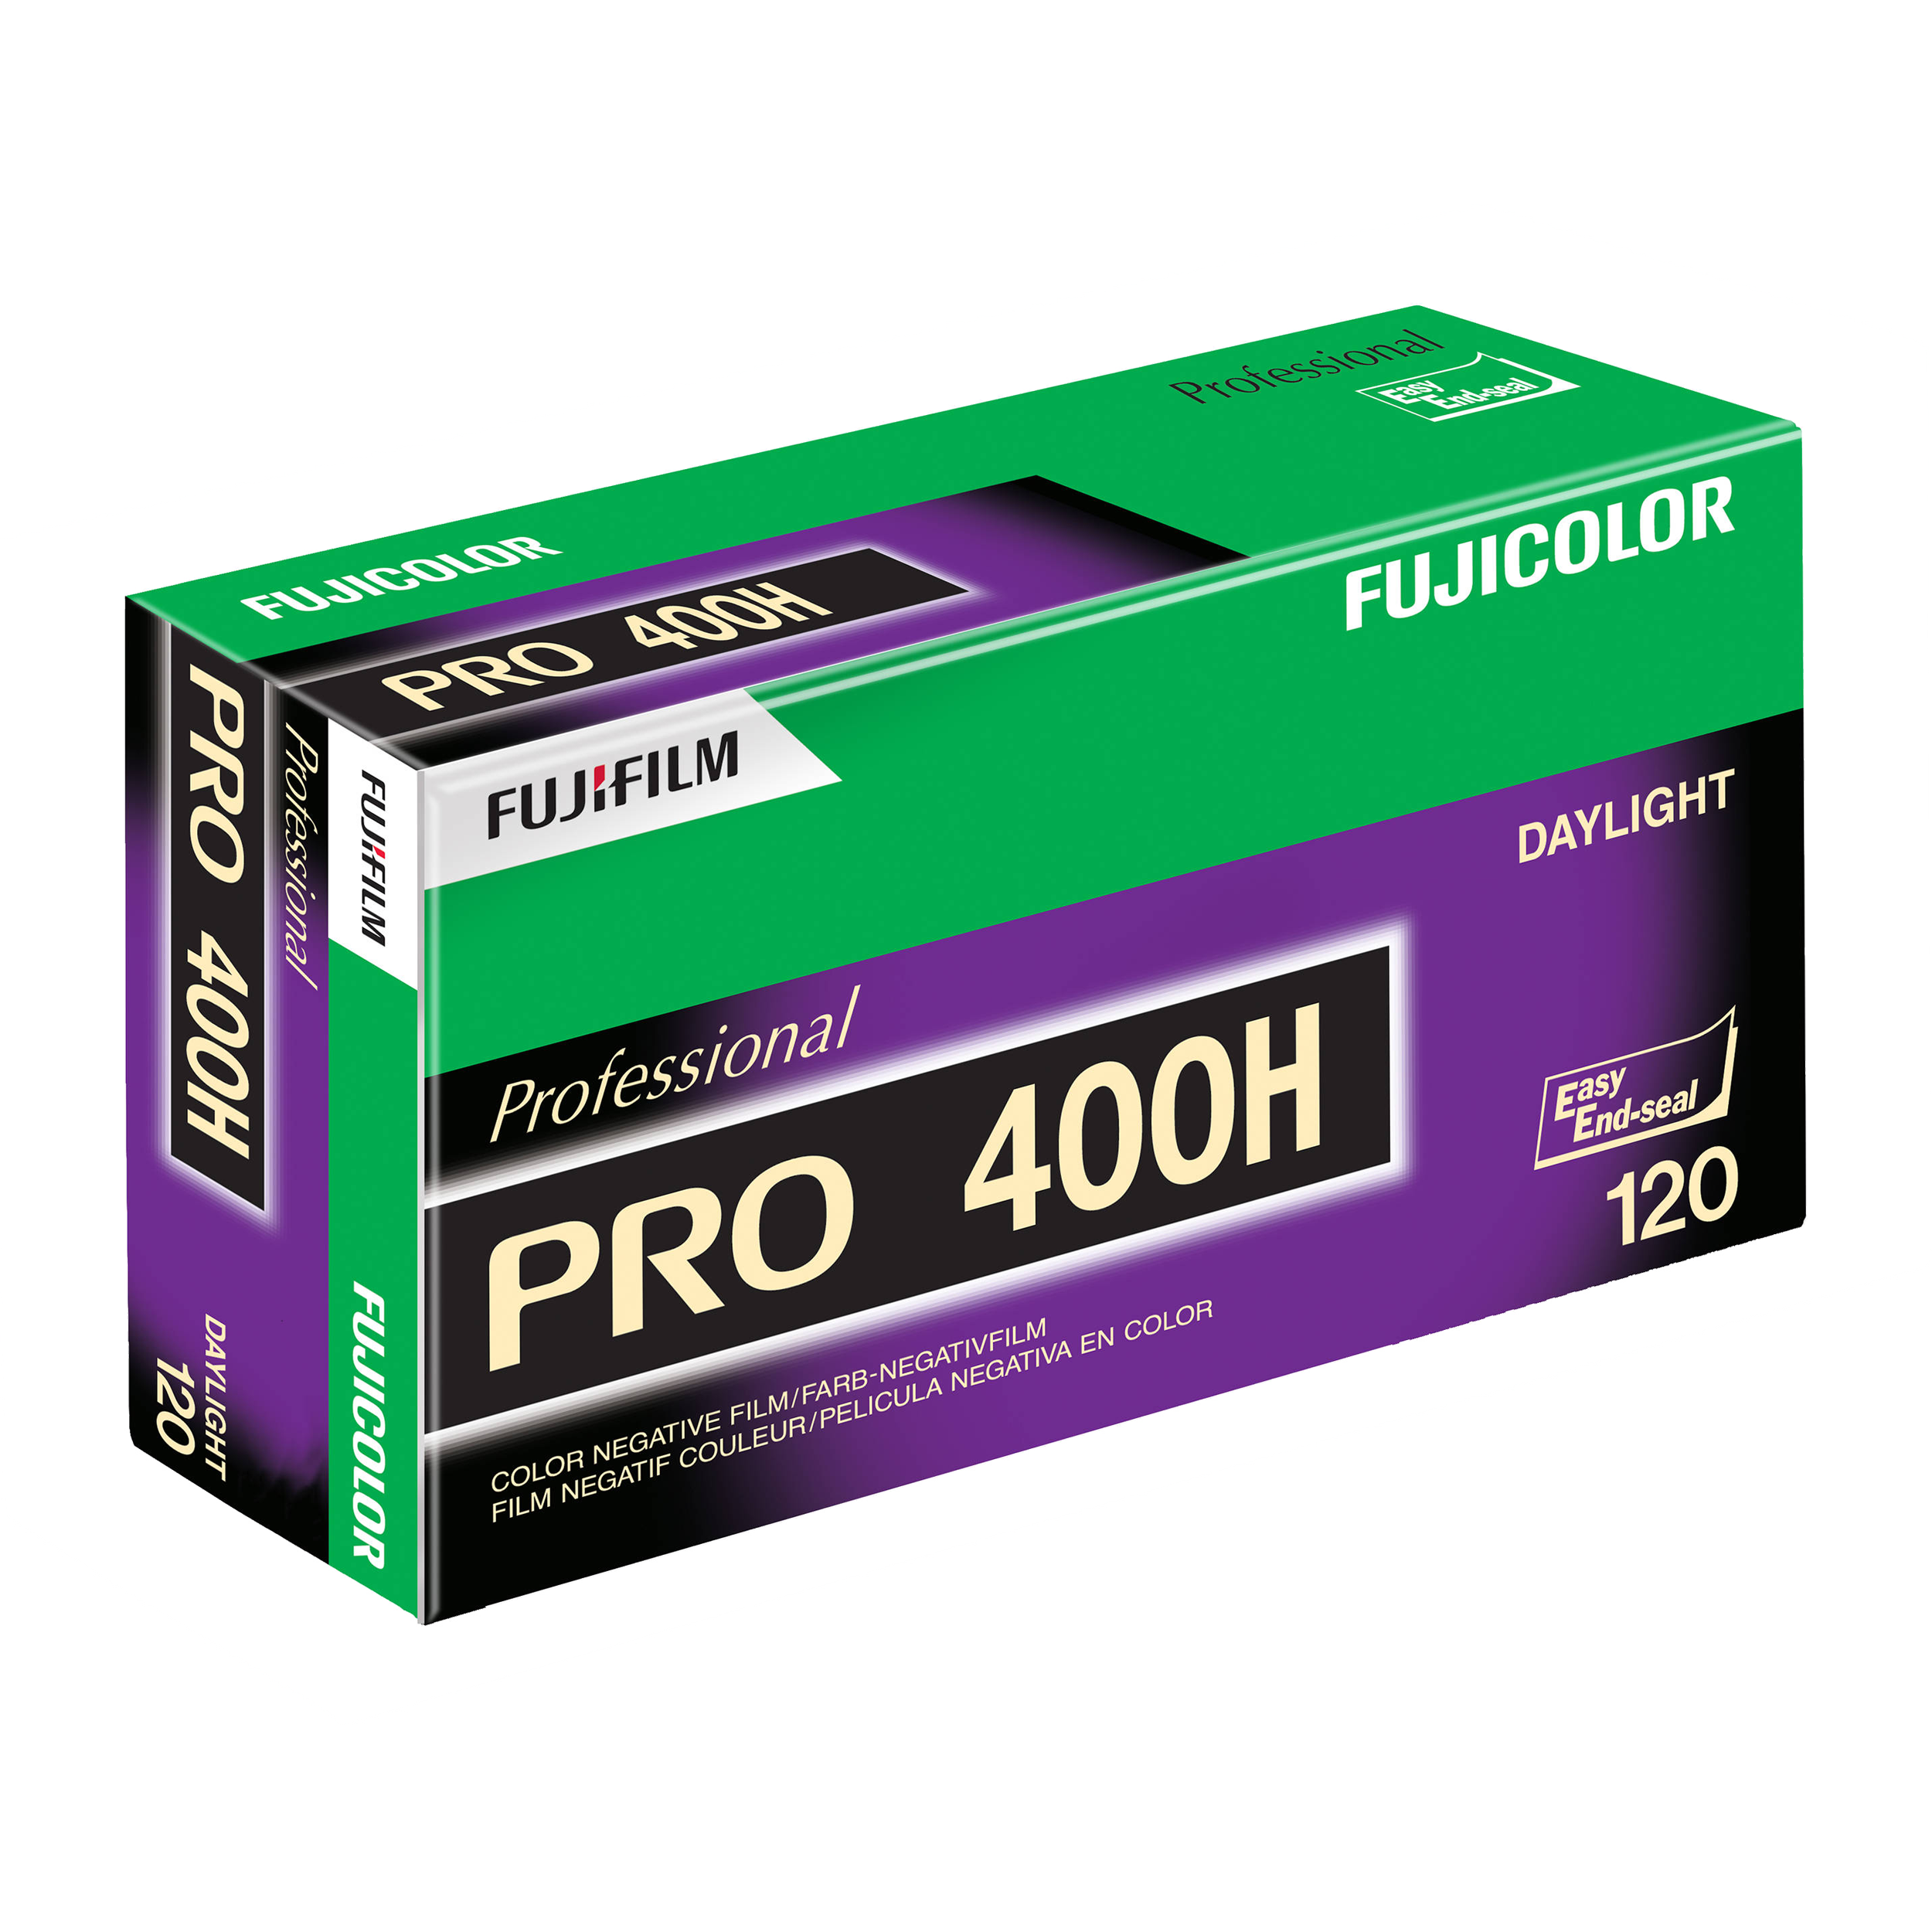 Professional
Easy
End-seal
FUJICOLOR
PRO 400H
FUJICOLOR
FUJIFILM
DAYLIGHT
Professional
PRO 400H
Easy
End-seal
120
COLOR NEGATIVE FILM/FARB-NEGATIVFILM
FILM NEGATIF COULEUR/PELICULA NEGATIVA EN COLOR
PRO 400H
Professional
FUJIFILM
DAYLIGHT
120
FUJICOLOR